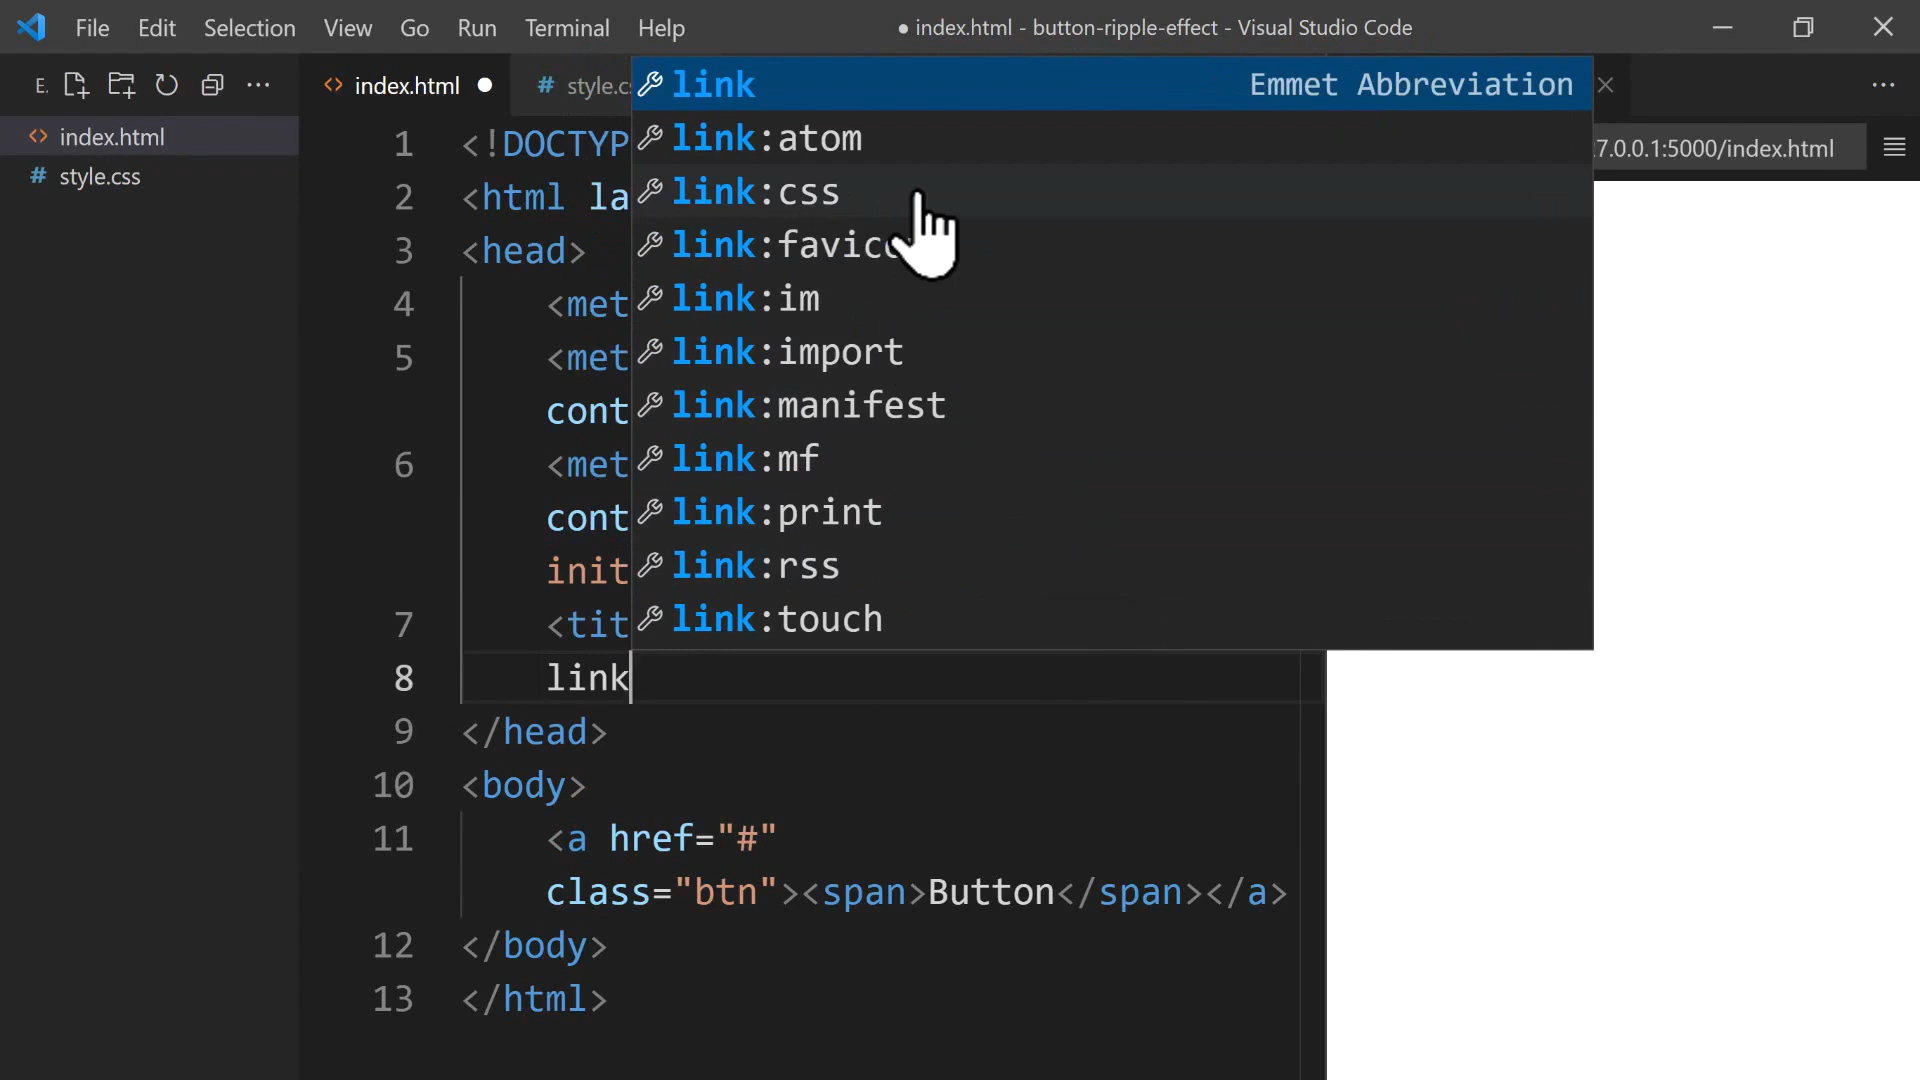 File Edit Selection View Go Run Terminal Help ● index.html - button-ripple-effect - Visual Studio Code
E. ··· <> index.html ● # style.c
<> index.html
# style.css
link Emmet Abbreviation
link:atom
link:css
link:im
link:import
link:manifest
link:mf
link:print
link:rss
link:touch
7.0.0.1:5000/index.html
1 <!DOCTYP
2 <html la
3 <head>
4 <met
5 <met
cont
6 <met
cont
init
7 <tit
8 link
9 </head>
10 <body>
11 <a href="#"
class="btn"><span>Button</span></a>
12 </body>
13 </html>